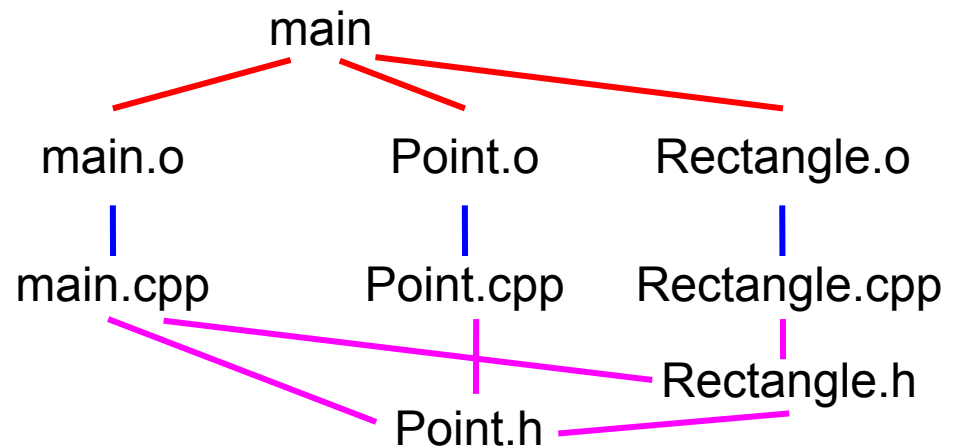 main
main.o Point.o Rectangle.o
main.cpp Point.cpp Rectangle.cpp
Rectangle.h
Point.h